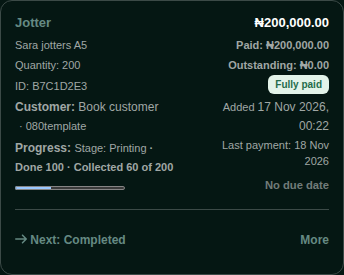 Jotter ₦200,000.00
Sara jotters A5 Paid: ₦200,000.00
Quantity: 200 Outstanding: ₦0.00
ID: B7C1D2E3 Fully paid
Customer: Book customer Added 17 Nov 2026,
· 080template 00:22
Progress: Stage: Printing · Last payment: 18 Nov
Done 100 · Collected 60 of 200 2026
No due date
→ Next: Completed More